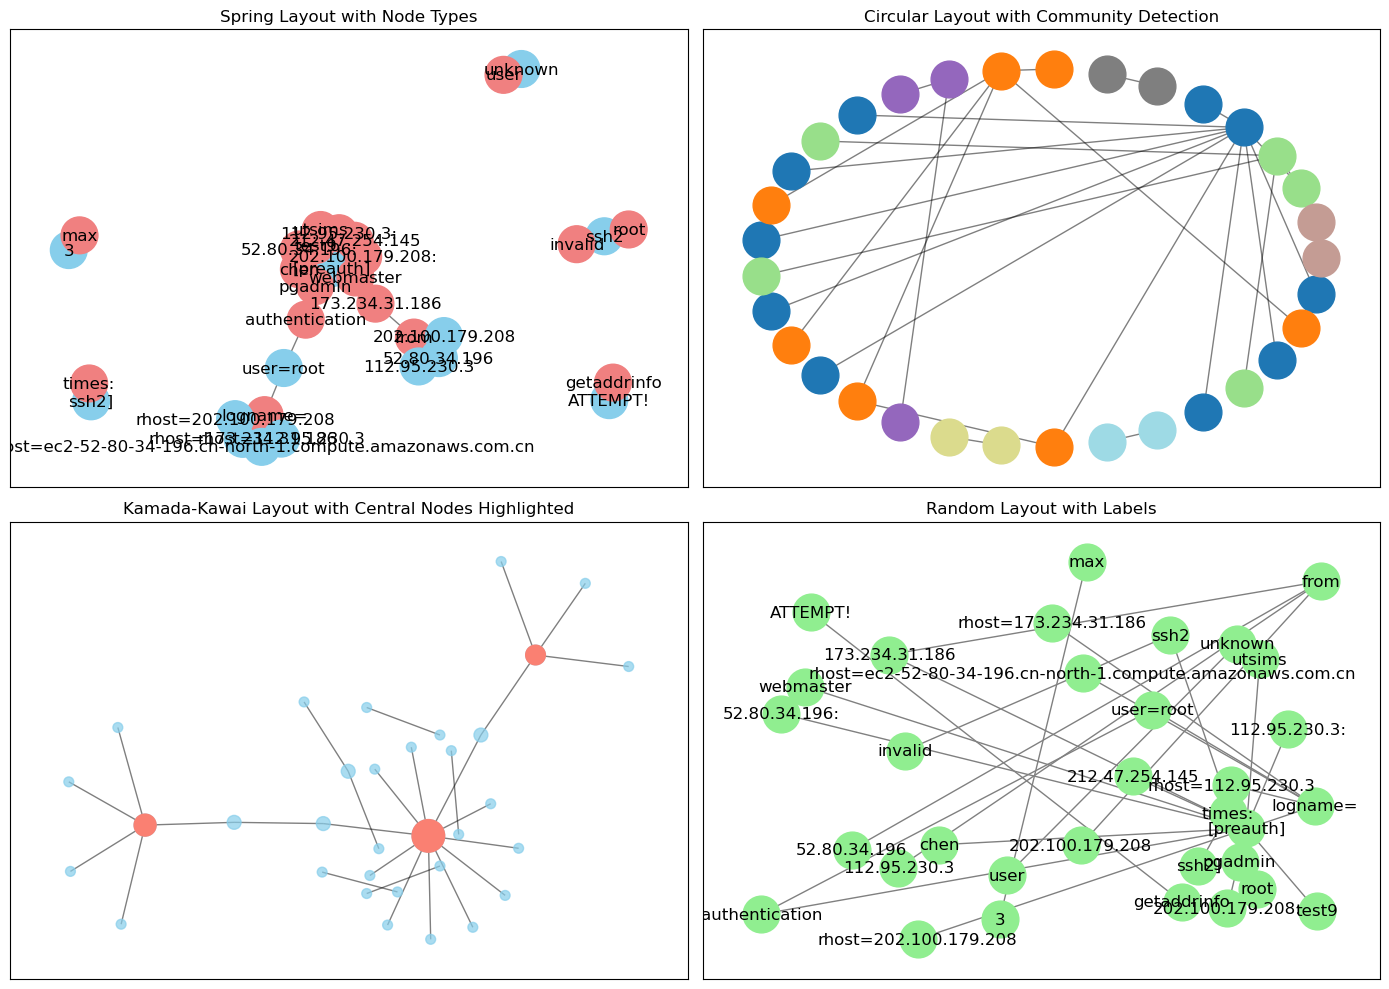 Spring Layout with Node Types
unknown
user
max
3
utsims
112.95.230.3:
212.47.254.145
52.80.34.196:
202.100.179.208:
chen
[preauth]
webmaster
pgadmin
173.234.31.186
authentication
202.100.179.208
from
52.80.34.196
112.95.230.3
user=root
root
ssh2
invalid
times:
ssh2]
getaddrinfo
ATTEMPT!
logname=
rhost=202.100.179.208
rhost=173.234.31.186
rhost=112.95.230.3
ost=ec2-52-80-34-196.cn-north-1.compute.amazonaws.com.cn
Circular Layout with Community Detection
Kamada-Kawai Layout with Central Nodes Highlighted
Random Layout with Labels
max
from
ATTEMPT!
rhost=173.234.31.186
ssh2
unknown
173.234.31.186
utsims
rhost=ec2-52-80-34-196.cn-north-1.compute.amazonaws.com.cn
webmaster
52.80.34.196:
user=root
112.95.230.3:
invalid
212.47.254.145
rhost=112.95.230.3
logname=
times:
[preauth]
chen
202.100.179.208
52.80.34.196
112.95.230.3
ssh2]
pgadmin
user
root
getaddrinfo
202.100.179.208:
test9
authentication
3
rhost=202.100.179.208